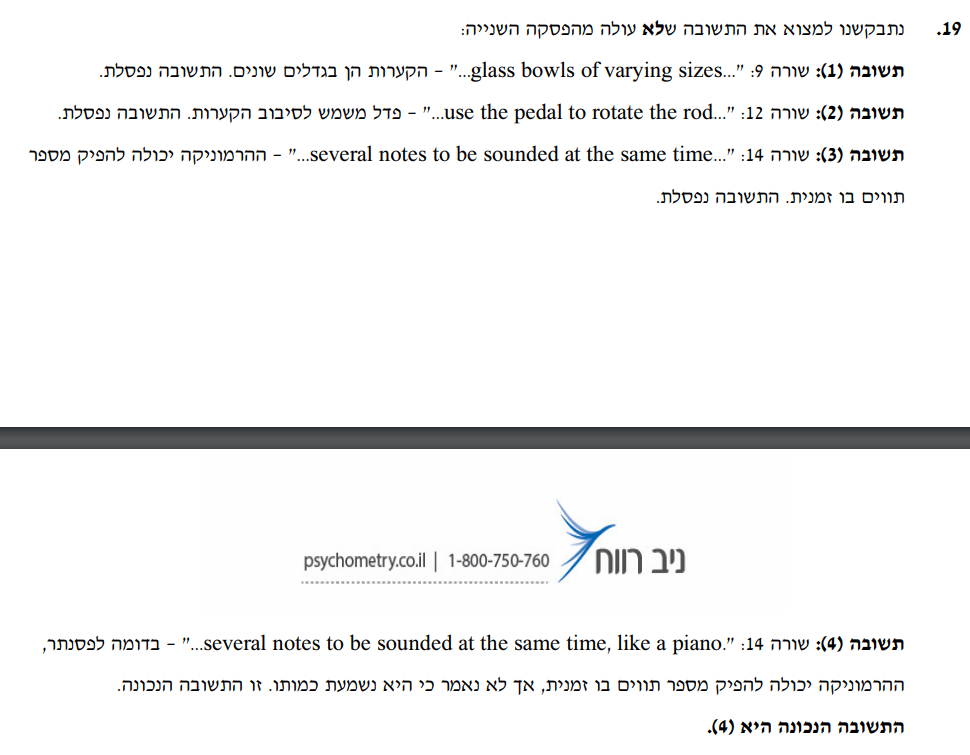 19. נתבקשנו למצוא את התשובה שלא עולה מהפסקה השנייה:
תשובה (1): שורה 9: "...glass bowls of varying sizes..." – הקערות הן בגדלים שונים. התשובה נפסלת.
תשובה (2): שורה 12: "...use the pedal to rotate the rod..." – פדל משמש לסיבוב הקערות. התשובה נפסלת.
תשובה (3): שורה 14: "...several notes to be sounded at the same time..." – ההרמוניקה יכולה להפיק מספר
תווים בו זמנית. התשובה נפסלת.
ניב רווח
psychometry.co.il | 1-800-750-760
תשובה (4): שורה 14: "...several notes to be sounded at the same time, like a piano." – בדומה לפסנתר,
ההרמוניקה יכולה להפיק מספר תווים בו זמנית, אך לא נאמר כי היא נשמעת כמותו. זו התשובה הנכונה.
התשובה הנכונה היא (4).